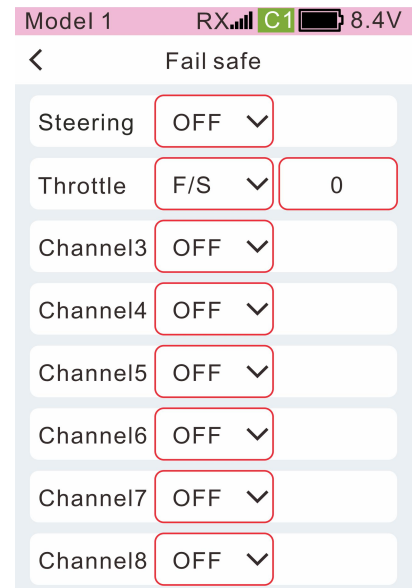 Model 1 RX C1 8.4V
Fail safe
Steering OFF
Throttle F/S 0
Channel3 OFF
Channel4 OFF
Channel5 OFF
Channel6 OFF
Channel7 OFF
Channel8 OFF